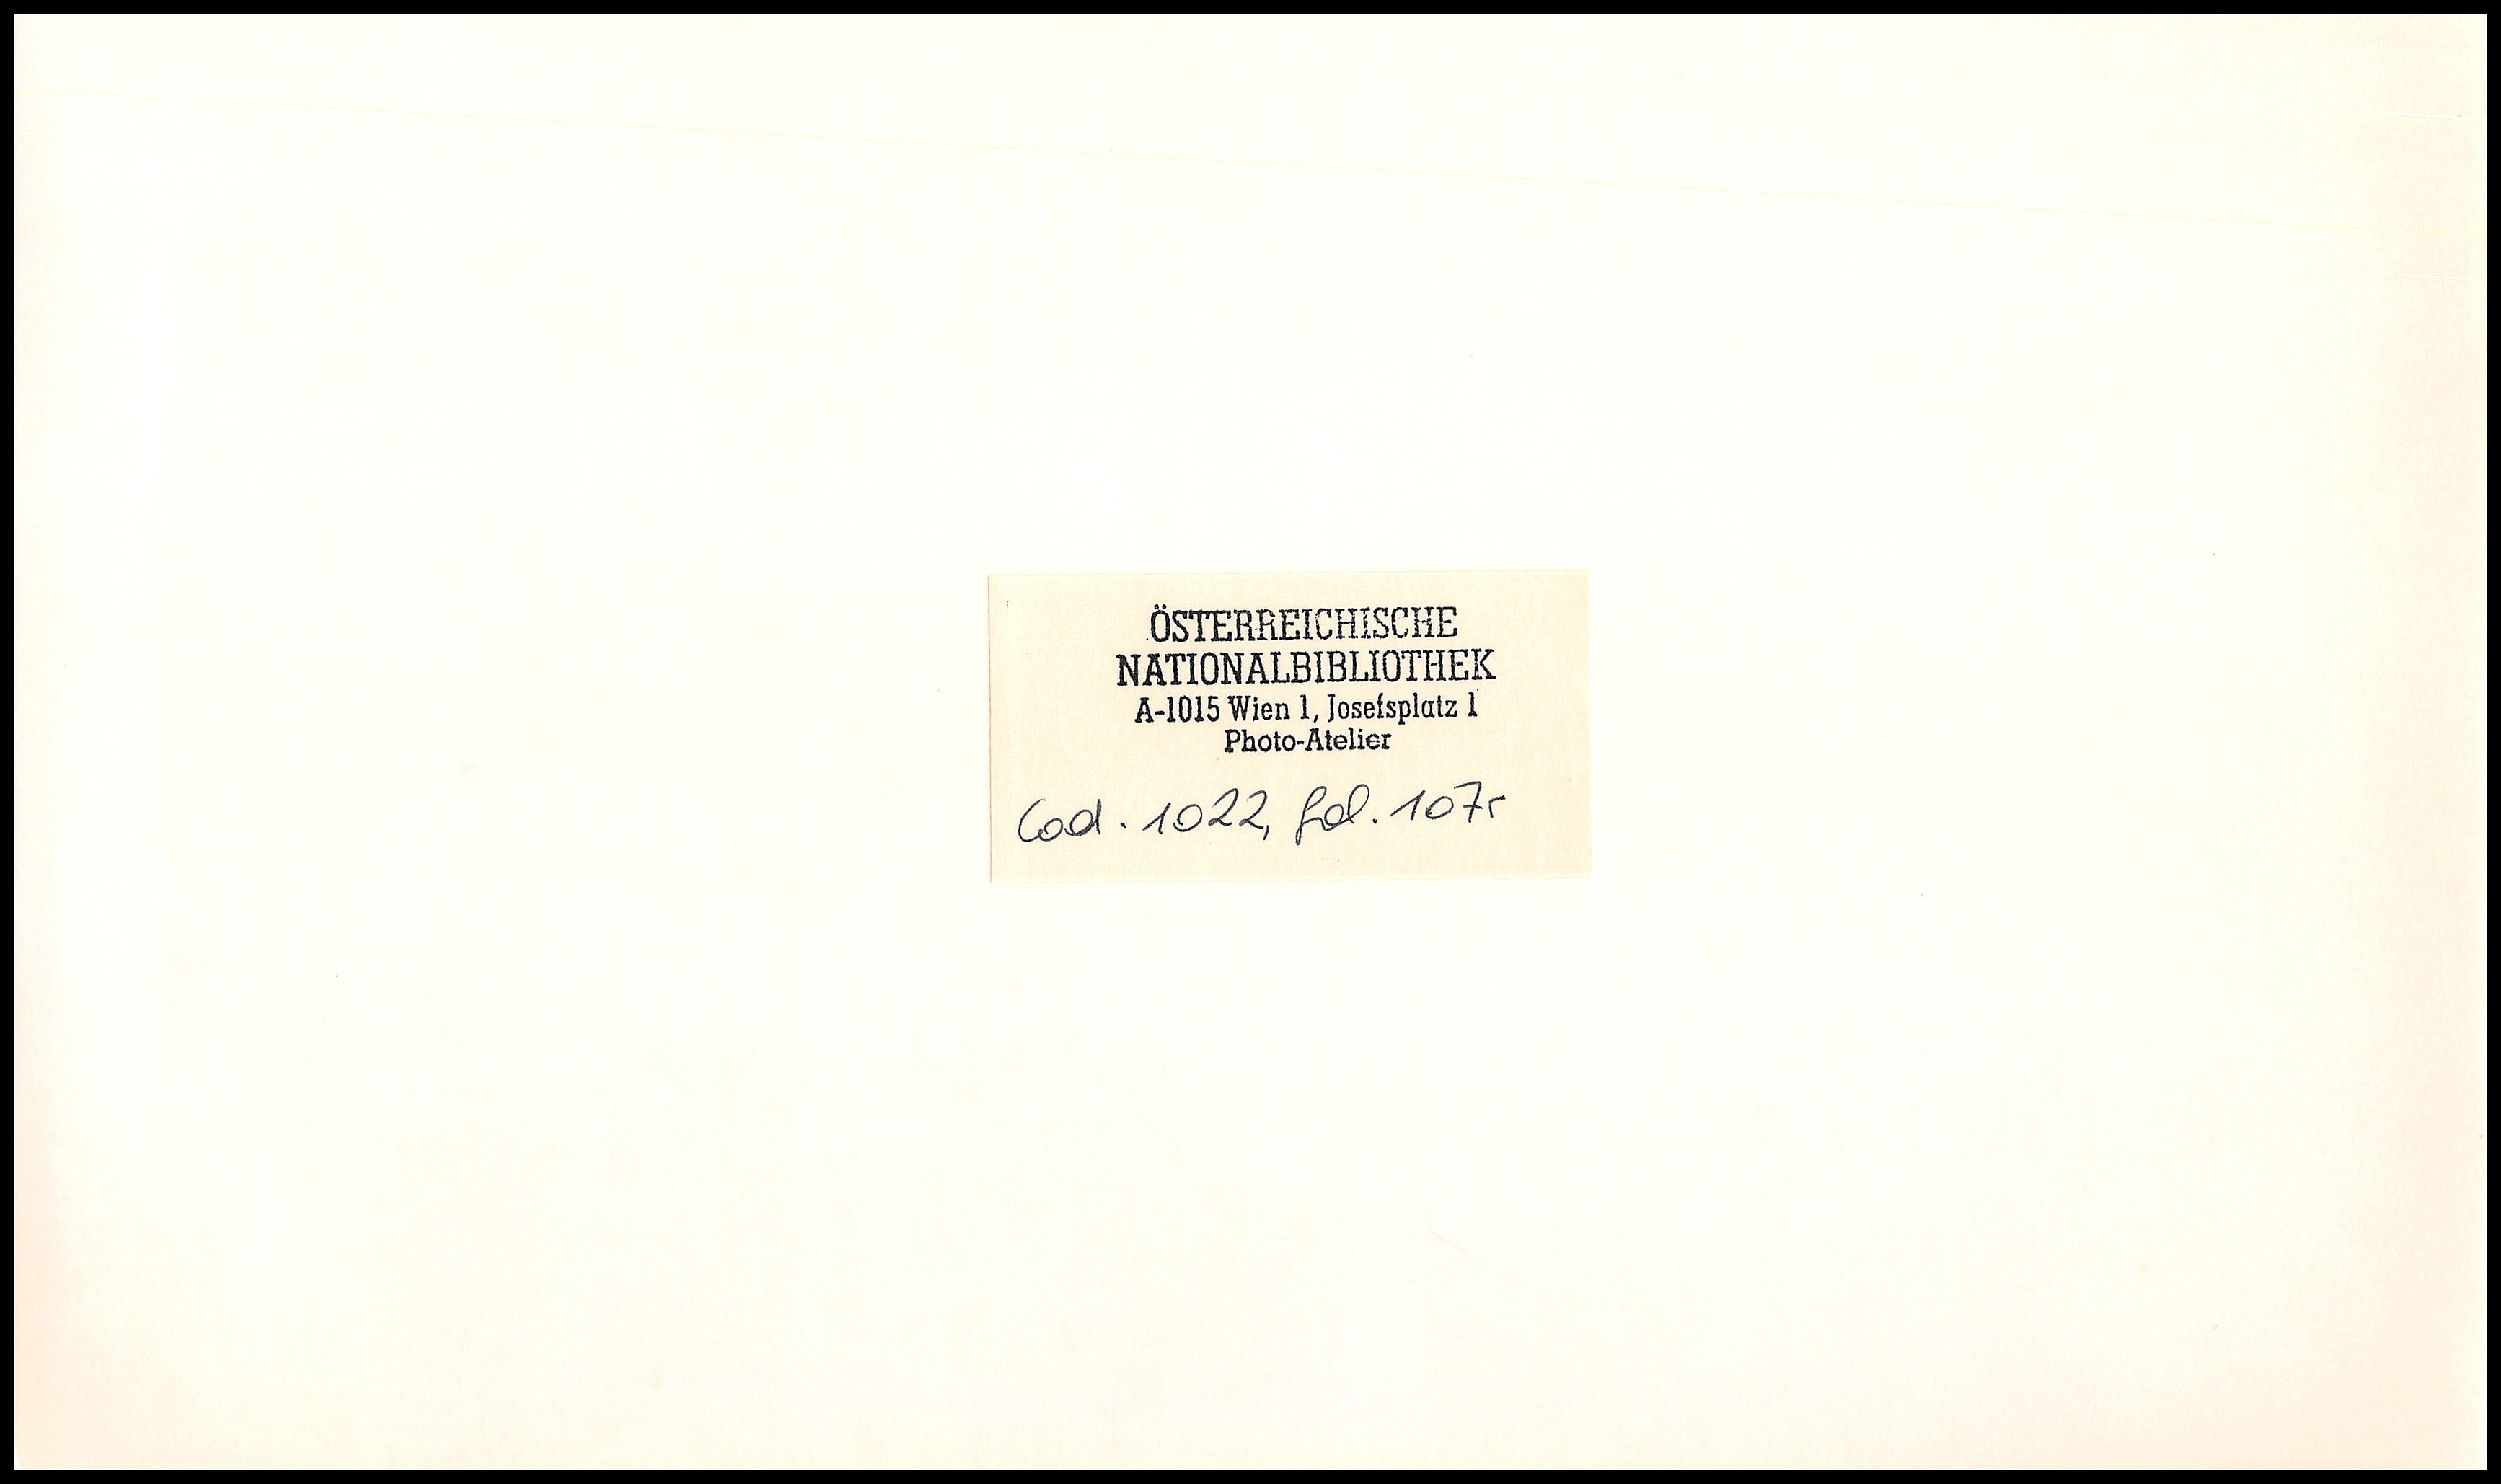 ÖSTERREICHISCHE
NATIONALBIBLIOTHEK
A-1015 Wien 1, Josefsplatz 1
Photo-Atelier
Cod. 1022, fol. 107r